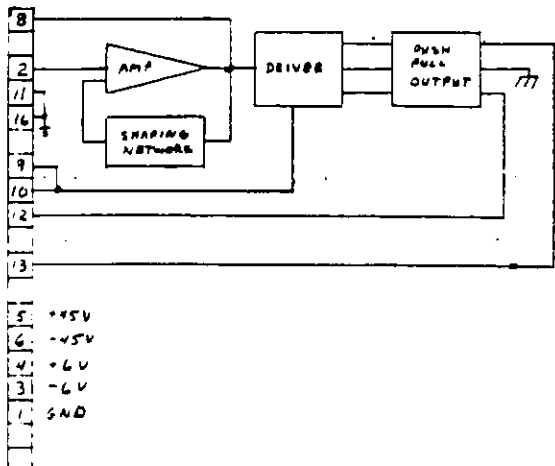 8
2
11
16
9
10
12
13
AMP
SHAPING
NETWORK
DRIVER
PUSH
PULL
OUTPUT
5 +45V
6 -45V
4 +6V
3 -6V
1 GND